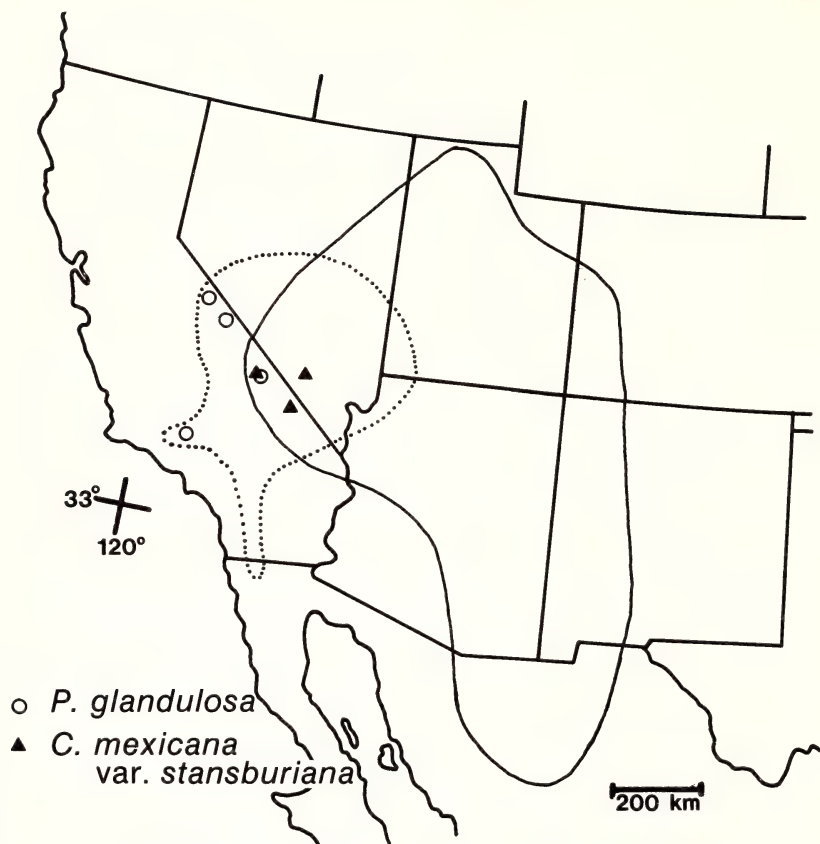 33°
120°
P. glandulosa
C. mexicana
var. stansburiana
200 km